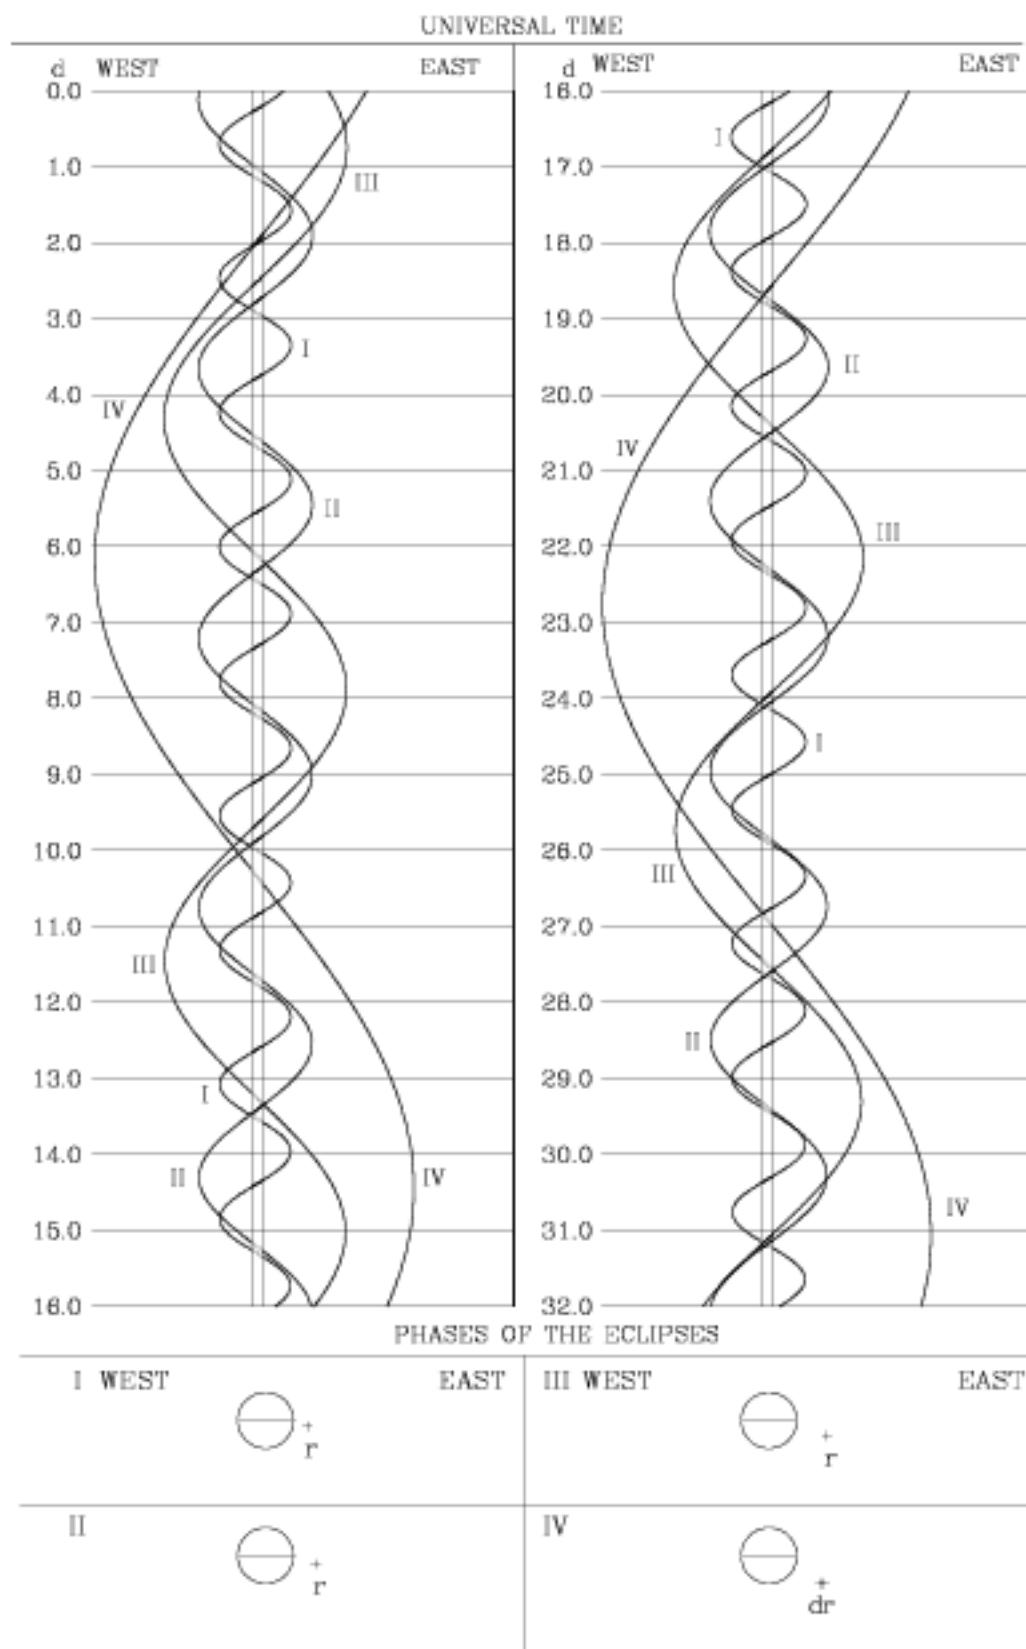 UNIVERSAL TIME
d WEST EAST
0.0
1.0
III
2.0
3.0
I
4.0
IV
5.0
II
6.0
7.0
8.0
9.0
10.0
11.0
III
12.0
13.0
I
14.0
II IV
15.0
16.0
d WEST EAST
16.0
I
17.0
18.0
19.0
II
20.0
IV
21.0
III
22.0
23.0
24.0
I
25.0
26.0
III
27.0
28.0
II
29.0
30.0
IV
31.0
32.0
PHASES OF THE ECLIPSES
I WEST EAST
+
r
III WEST EAST
+
r
II
+
r
IV
+
dr